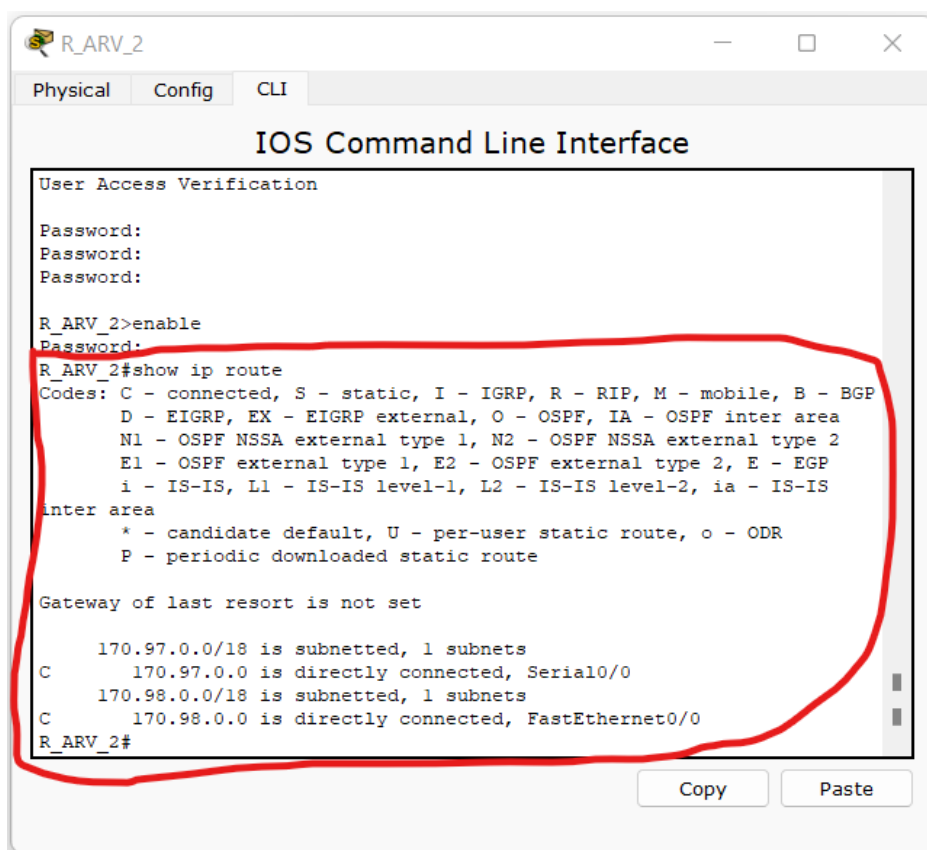 R_ARV_2
Physical Config CLI
IOS Command Line Interface
User Access Verification
Password:
Password:
Password:
R_ARV_2>enable
Password:
R_ARV_2#show ip route
Codes: C - connected, S - static, I - IGRP, R - RIP, M - mobile, B - BGP
D - EIGRP, EX - EIGRP external, O - OSPF, IA - OSPF inter area
N1 - OSPF NSSA external type 1, N2 - OSPF NSSA external type 2
E1 - OSPF external type 1, E2 - OSPF external type 2, E - EGP
i - IS-IS, L1 - IS-IS level-1, L2 - IS-IS level-2, ia - IS-IS
inter area
* - candidate default, U - per-user static route, o - ODR
P - periodic downloaded static route
Gateway of last resort is not set
170.97.0.0/18 is subnetted, 1 subnets
C 170.97.0.0 is directly connected, Serial0/0
170.98.0.0/18 is subnetted, 1 subnets
C 170.98.0.0 is directly connected, FastEthernet0/0
R_ARV_2#
Copy Paste